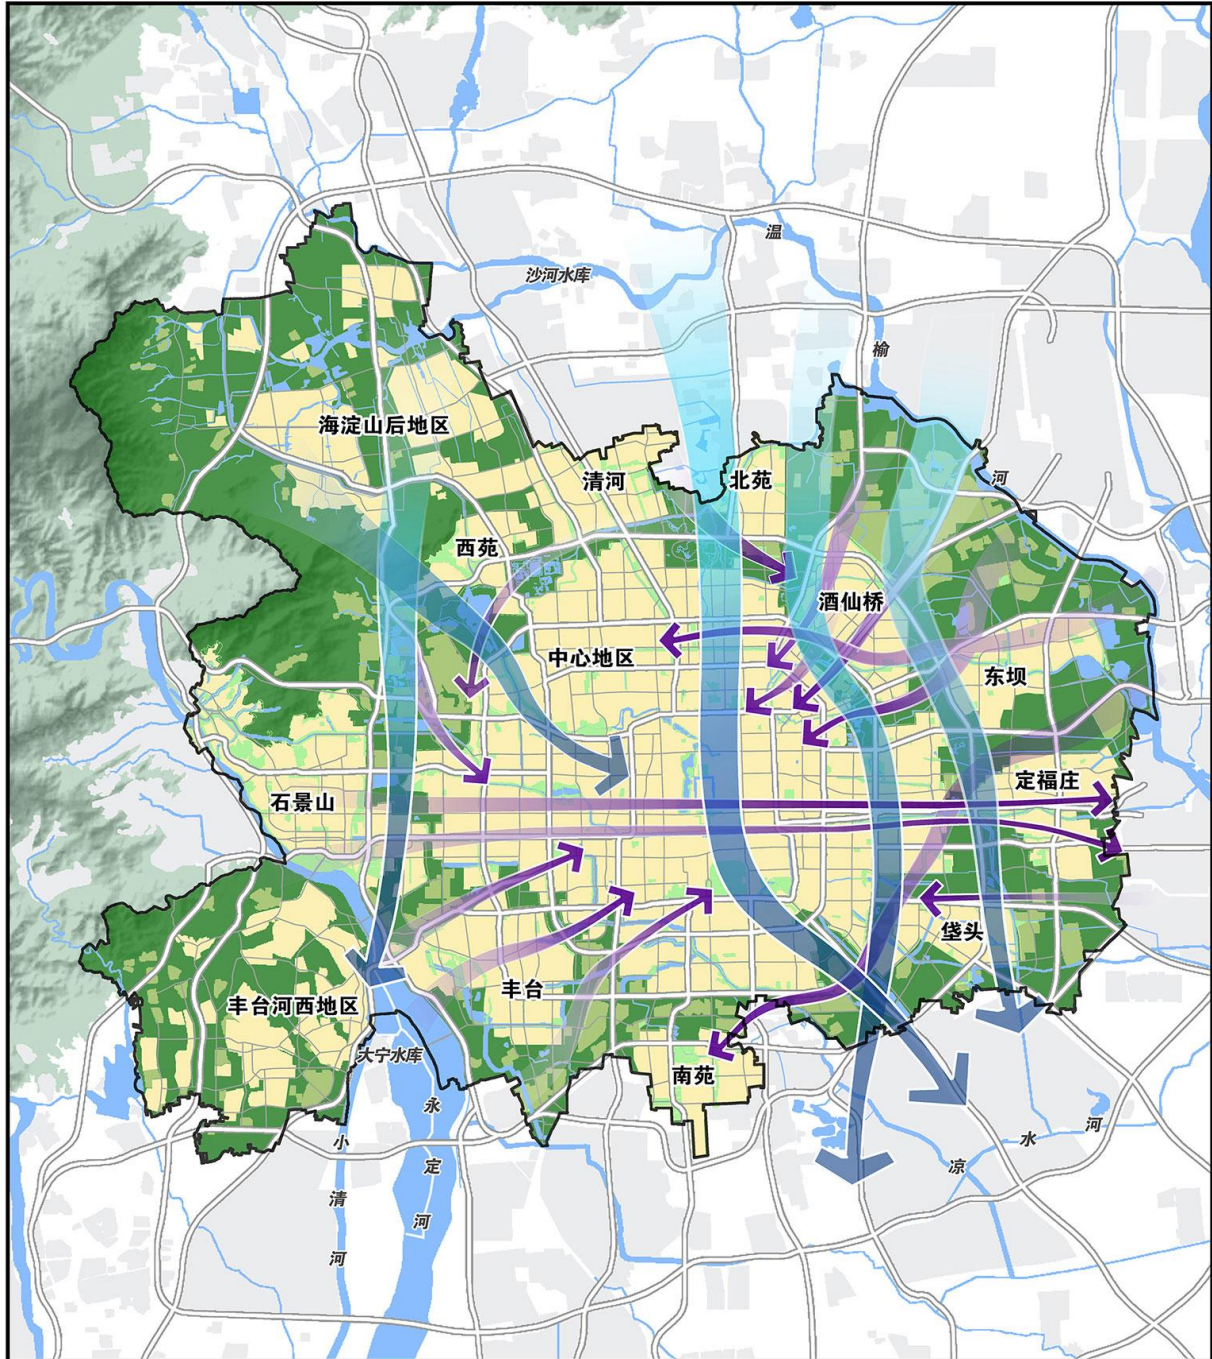 温
沙河水库
榆
海淀山后地区
河
清河
北苑
西苑
酒仙桥
中心地区
东坝
定福庄
石景山
垡头
丰台
丰台河西地区
大宁水库
南苑
永
定
河
小
清
河
凉
水
河